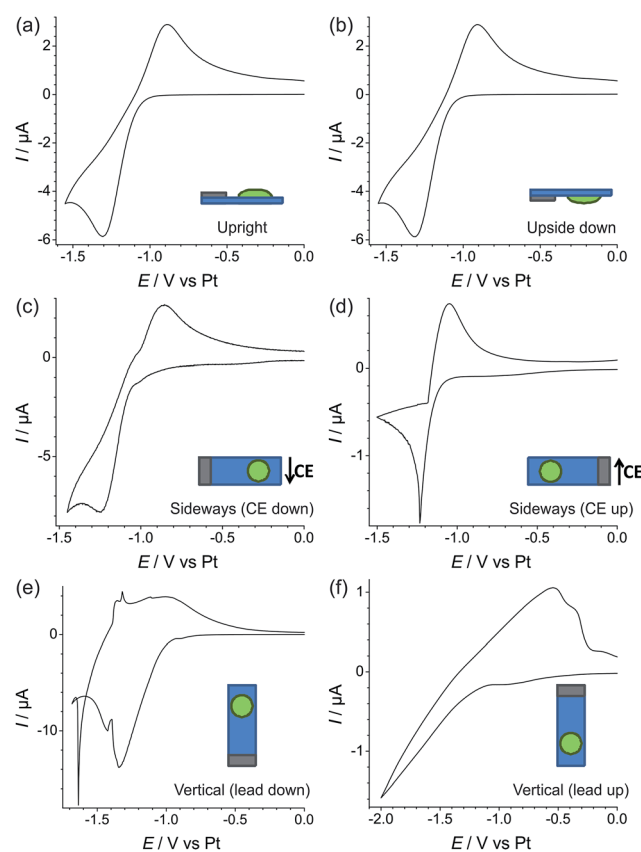 (a)
2
0
-2
-4
-6
I / µA
Upright
-1.5 -1.0 -0.5 0.0
E / V vs Pt
(b)
2
0
-2
-4
-6
I / µA
Upside down
-1.5 -1.0 -0.5 0.0
E / V vs Pt
(c)
0
-5
I / µA
CE
Sideways (CE down)
-1.5 -1.0 -0.5 0.0
E / V vs Pt
(d)
0
-1
I / µA
CE
Sideways (CE up)
-1.5 -1.0 -0.5 0.0
E / V vs Pt
(e)
0
-10
I / µA
Vertical (lead down)
-1.5 -1.0 -0.5 0.0
E / V vs Pt
(f)
1
0
-1
I / µA
Vertical (lead up)
-2.0 -1.5 -1.0 -0.5 0.0
E / V vs Pt